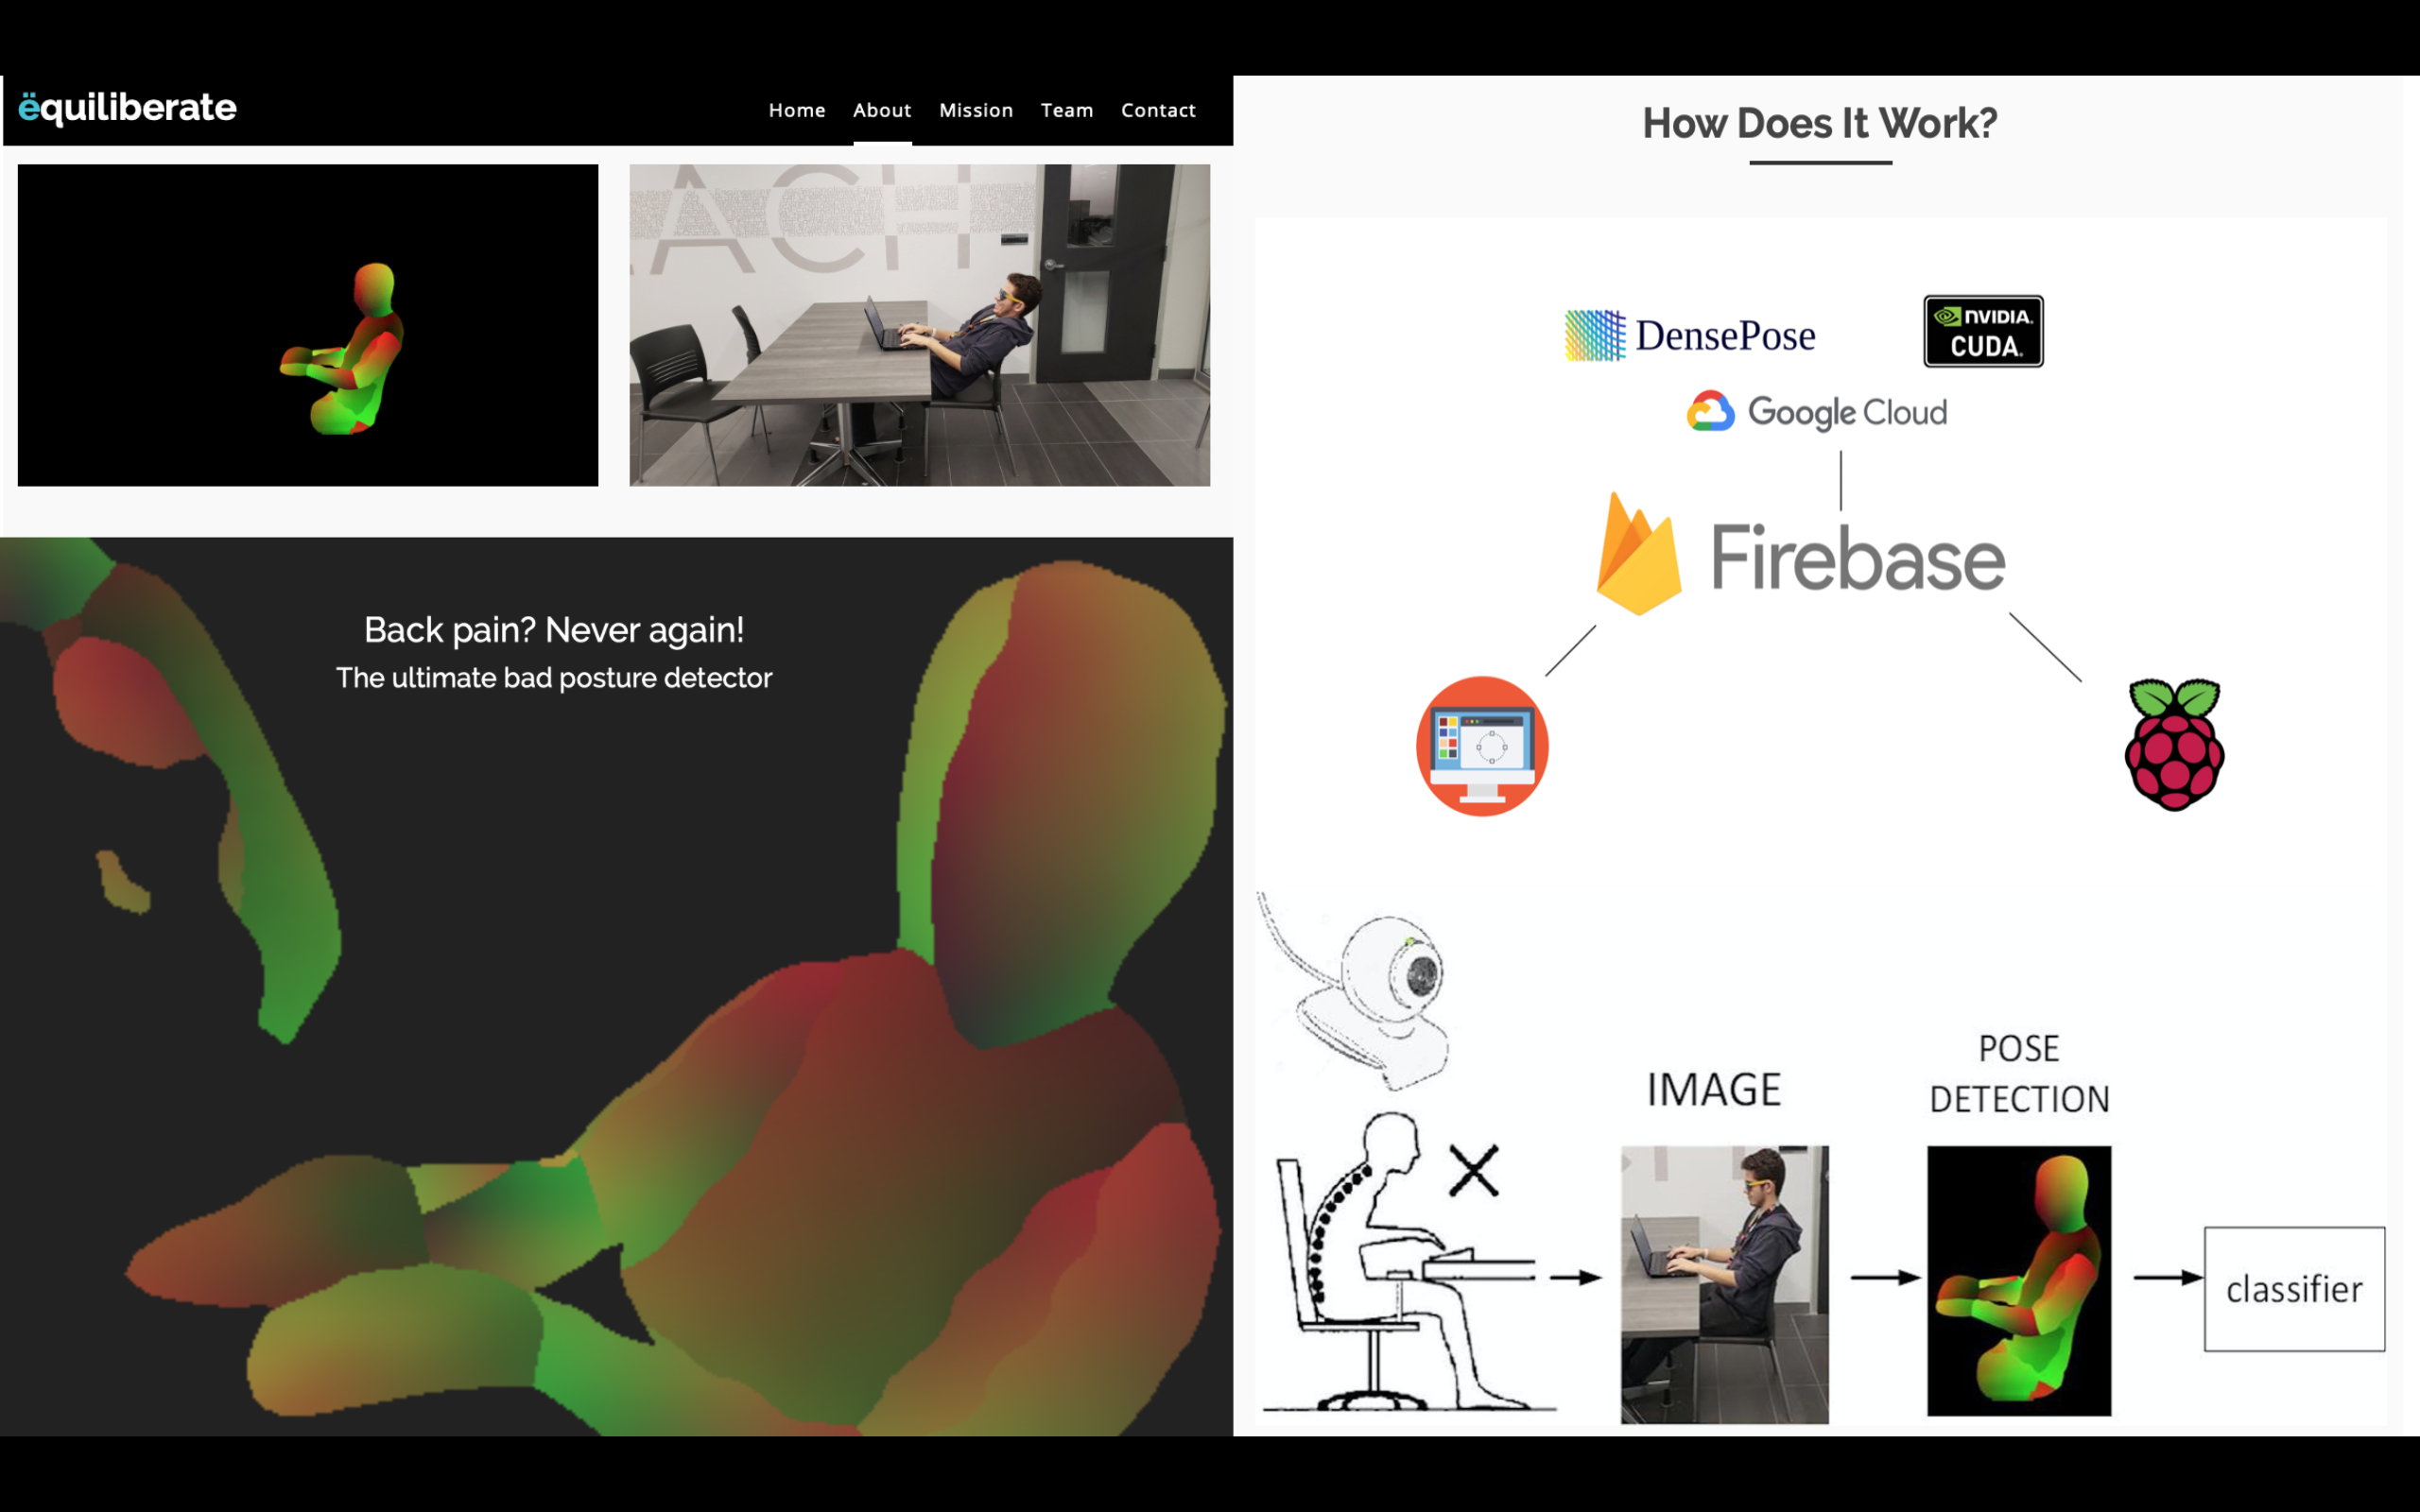 ëquiliberate
Home About Mission Team Contact
ACH
Back pain? Never again!
The ultimate bad posture detector
How Does It Work?
DensePose
NVIDIA.
CUDA.
Google Cloud
Firebase
IMAGE
POSE
DETECTION
classifier